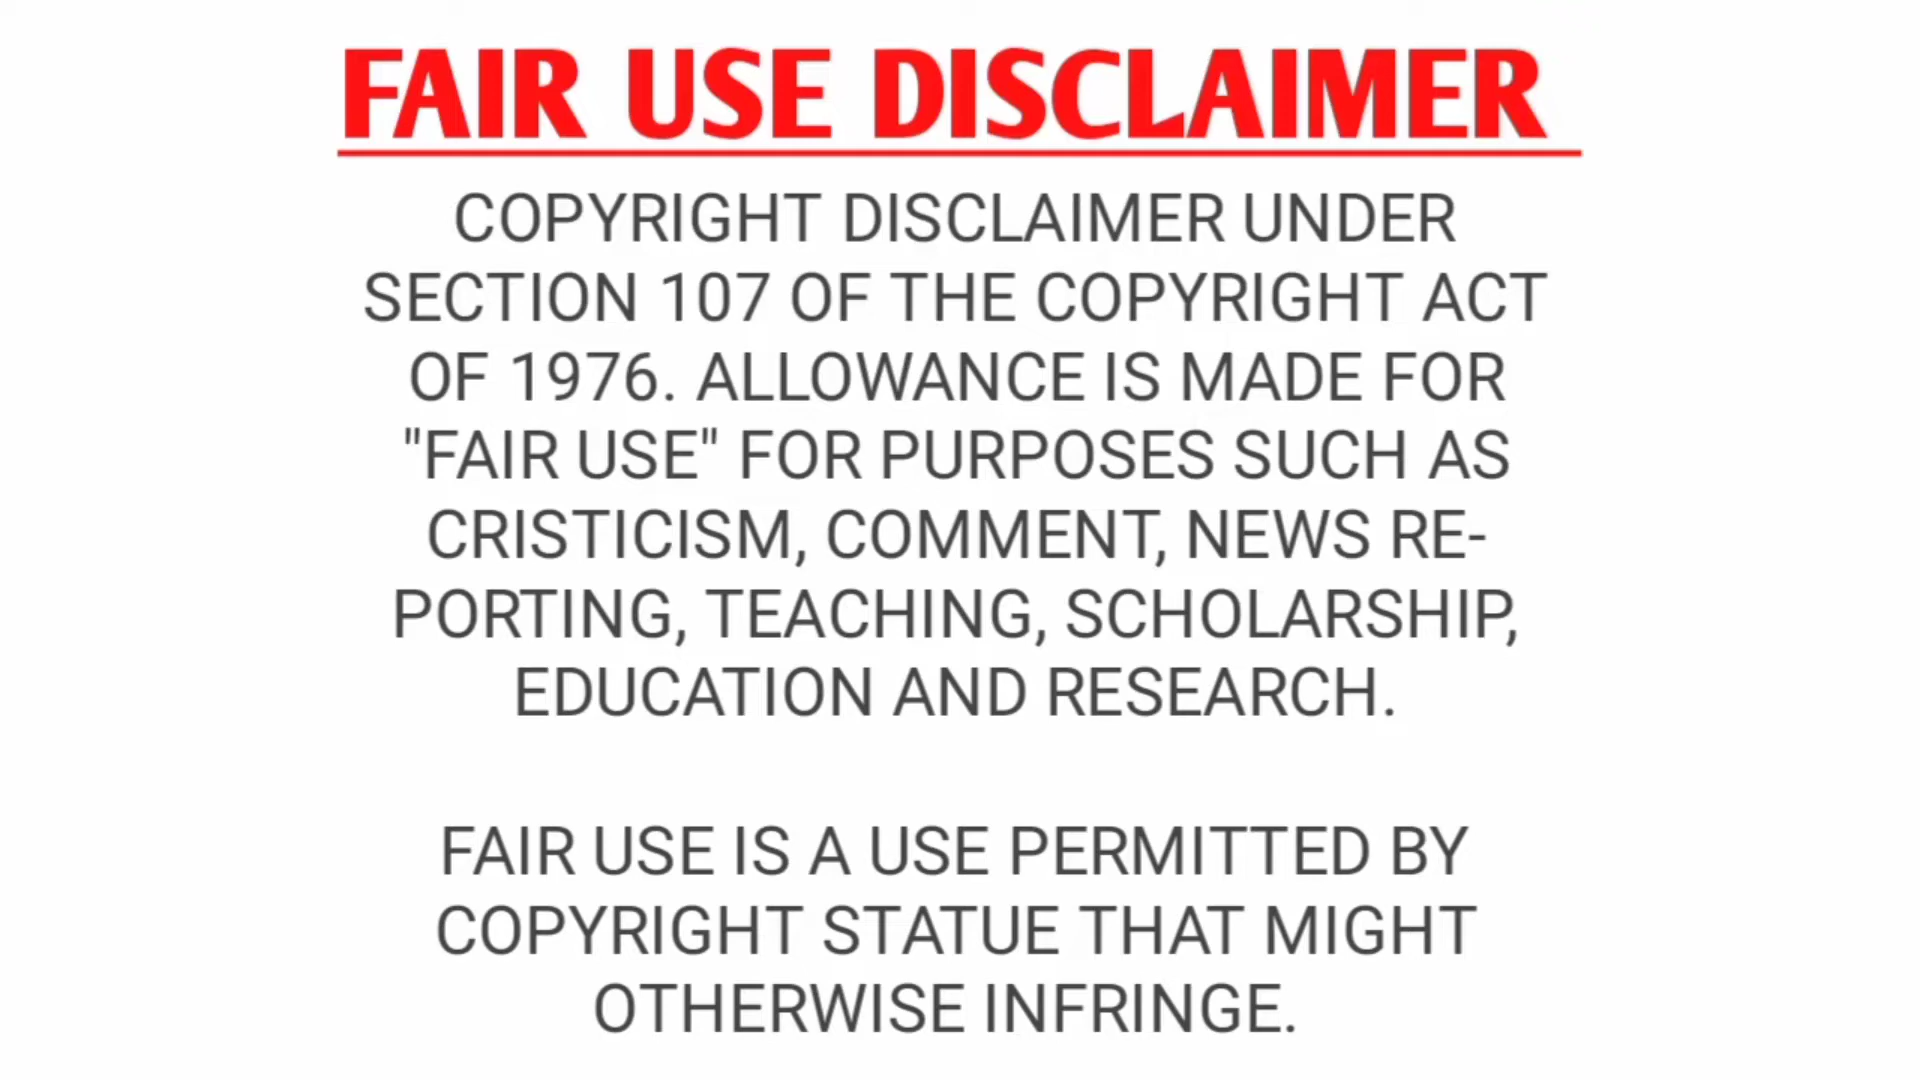 FAIR USE DISCLAIMER
COPYRIGHT DISCLAIMER UNDER
SECTION 107 OF THE COPYRIGHT ACT
OF 1976. ALLOWANCE IS MADE FOR
"FAIR USE" FOR PURPOSES SUCH AS
CRISTICISM, COMMENT, NEWS RE-
PORTING, TEACHING, SCHOLARSHIP,
EDUCATION AND RESEARCH.
FAIR USE IS A USE PERMITTED BY
COPYRIGHT STATUE THAT MIGHT
OTHERWISE INFRINGE.